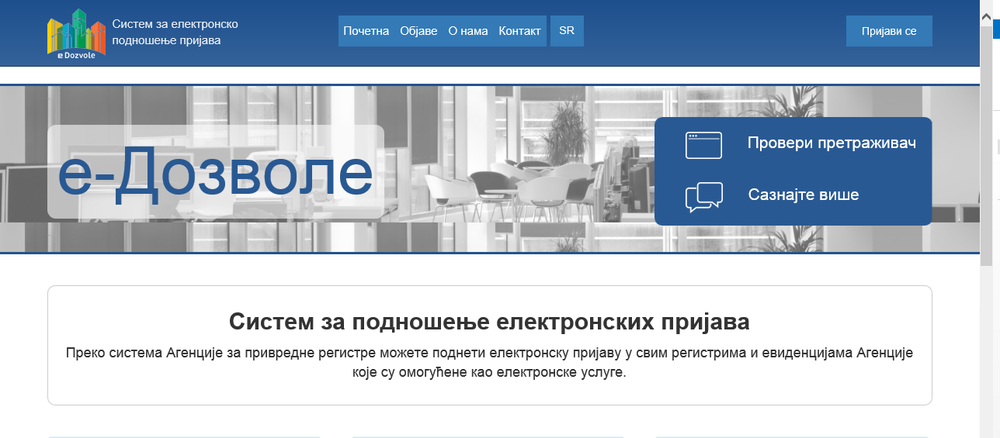 Систем за електронско
подношење пријава
e Dozvole
Почетна Објаве О нама Контакт SR
Пријави се
е-Дозволе
Провери претраживач
Сазнајте више
Систем за подношење електронских пријава
Преко система Агенције за привредне регистре можете поднети електронску пријаву у свим регистрима и евиденцијама Агенције
које су омогућене као електронске услуге.